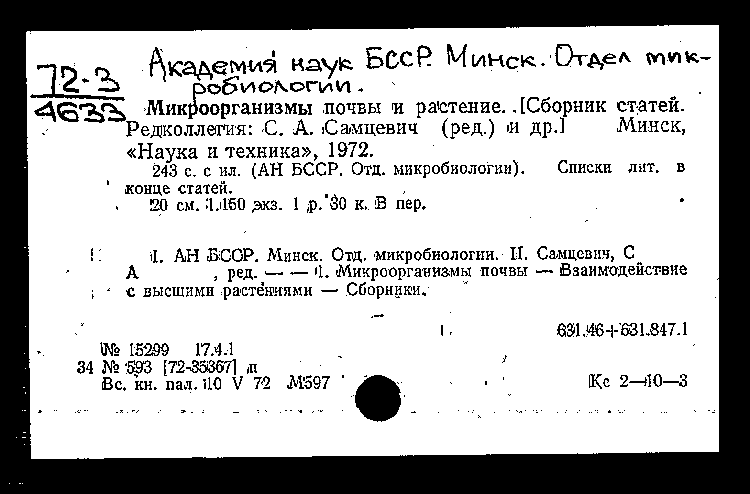 Академия наук БССР. Минск. Отдел мик-
робиологии.
72-3
4633
Микроорганизмы почвы и растение. [Сборник статей.
Редколлегия: С. А. Самцевич (ред.) и др.] Минск,
«Наука и техника», 1972.
243 с. с ил. (АН БССР. Отд. микробиологии). Списки лит. в
конце статей.
20 см. 1.150 экз. 1 р. 30 к. В пер.
I. АН БССР. Минск. Отд. микробиологии. II. Самцевич, С
А , ред. — — 1. Микроорганизмы почвы — Взаимодействие
с высшими растениями — Сборники.
631.46+631.847.1
№ 15299 17.4.1
34 № 593 [72-35367] п
Вс. кн. пал. 10 V 72 М597 Кс 2—10—3